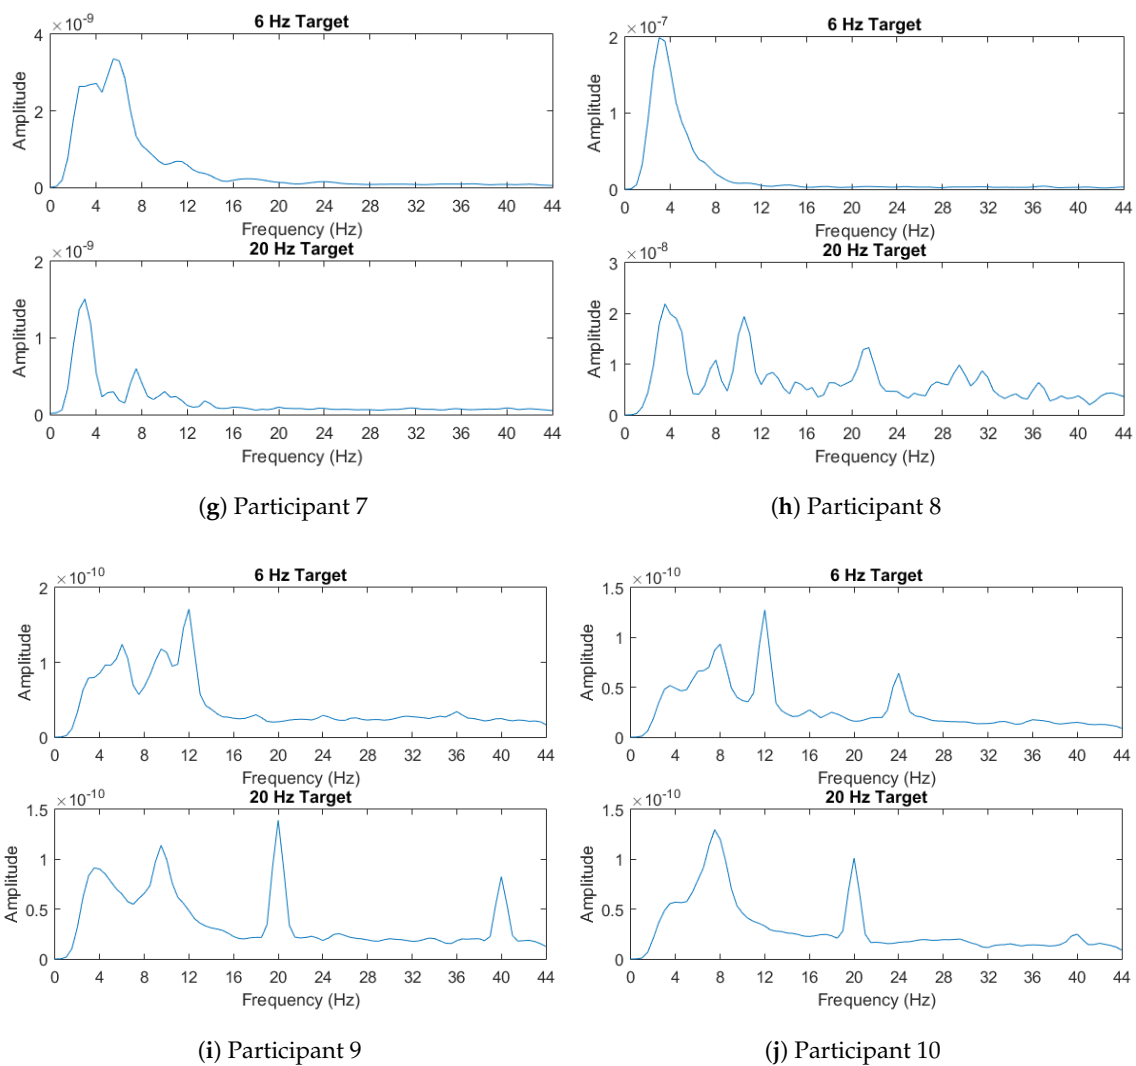 6 Hz Target
×10-9
4
2
0
Amplitude
0 4 8 12 16 20 24 28 32 36 40 44
Frequency (Hz)
20 Hz Target
×10-9
2
1
0
Amplitude
0 4 8 12 16 20 24 28 32 36 40 44
Frequency (Hz)
(g) Participant 7
6 Hz Target
×10-7
2
1
0
Amplitude
0 4 8 12 16 20 24 28 32 36 40 44
Frequency (Hz)
20 Hz Target
×10-8
3
2
1
0
Amplitude
0 4 8 12 16 20 24 28 32 36 40 44
Frequency (Hz)
(h) Participant 8
6 Hz Target
×10-10
2
1
0
Amplitude
0 4 8 12 16 20 24 28 32 36 40 44
Frequency (Hz)
20 Hz Target
×10-10
1.5
1
0.5
0
Amplitude
0 4 8 12 16 20 24 28 32 36 40 44
Frequency (Hz)
(i) Participant 9
6 Hz Target
×10-10
1.5
1
0.5
0
Amplitude
0 4 8 12 16 20 24 28 32 36 40 44
Frequency (Hz)
20 Hz Target
×10-10
1.5
1
0.5
0
Amplitude
0 4 8 12 16 20 24 28 32 36 40 44
Frequency (Hz)
(j) Participant 10